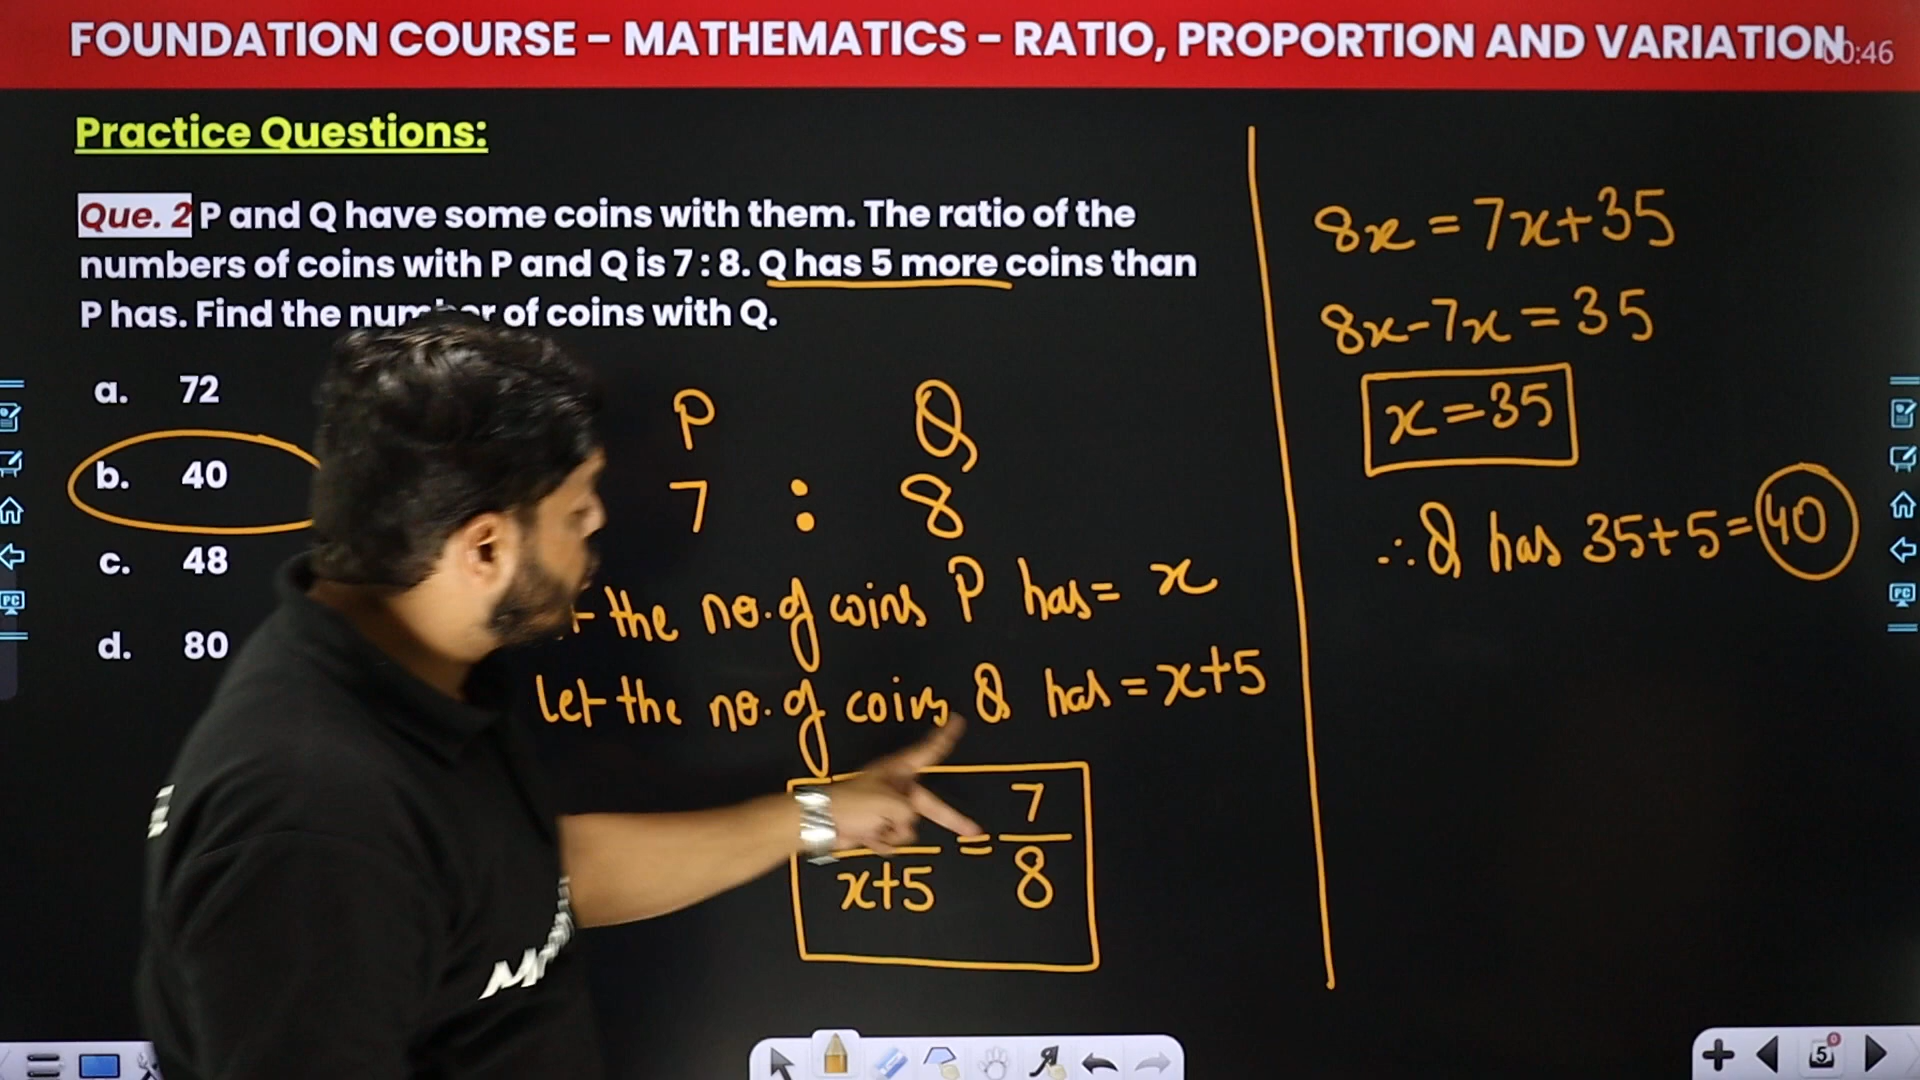 FOUNDATION COURSE – MATHEMATICS – RATIO, PROPORTION AND VARIATION
:46
Practice Questions:
Que. 2 P and Q have some coins with them. The ratio of the
numbers of coins with P and Q is 7 : 8. Q has 5 more coins than
P has. Find the of coins with Q.
a. 72
b. 40
c. 48
d. 80
P Q
7 : 8
the no. of coins P has = x
Let the no. of coins Q has = x+5
x+5 = 7/8
8x = 7x+35
8x-7x = 35
x = 35
∴ Q has 35+5 = 40
PC
PC
5